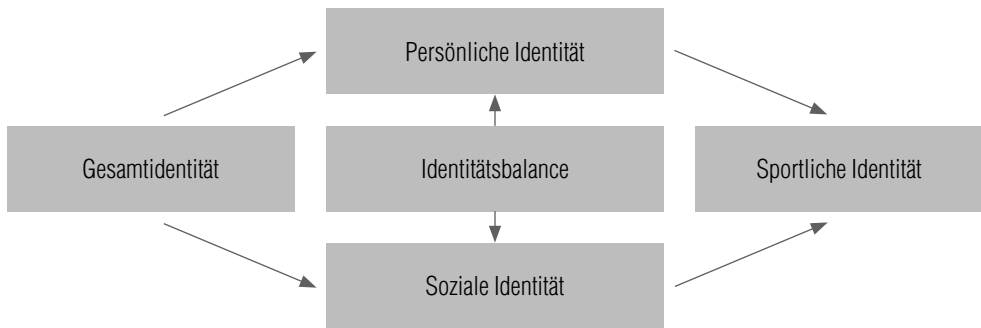 Persönliche Identität
Gesamtidentität
Identitätsbalance
Sportliche Identität
Soziale Identität